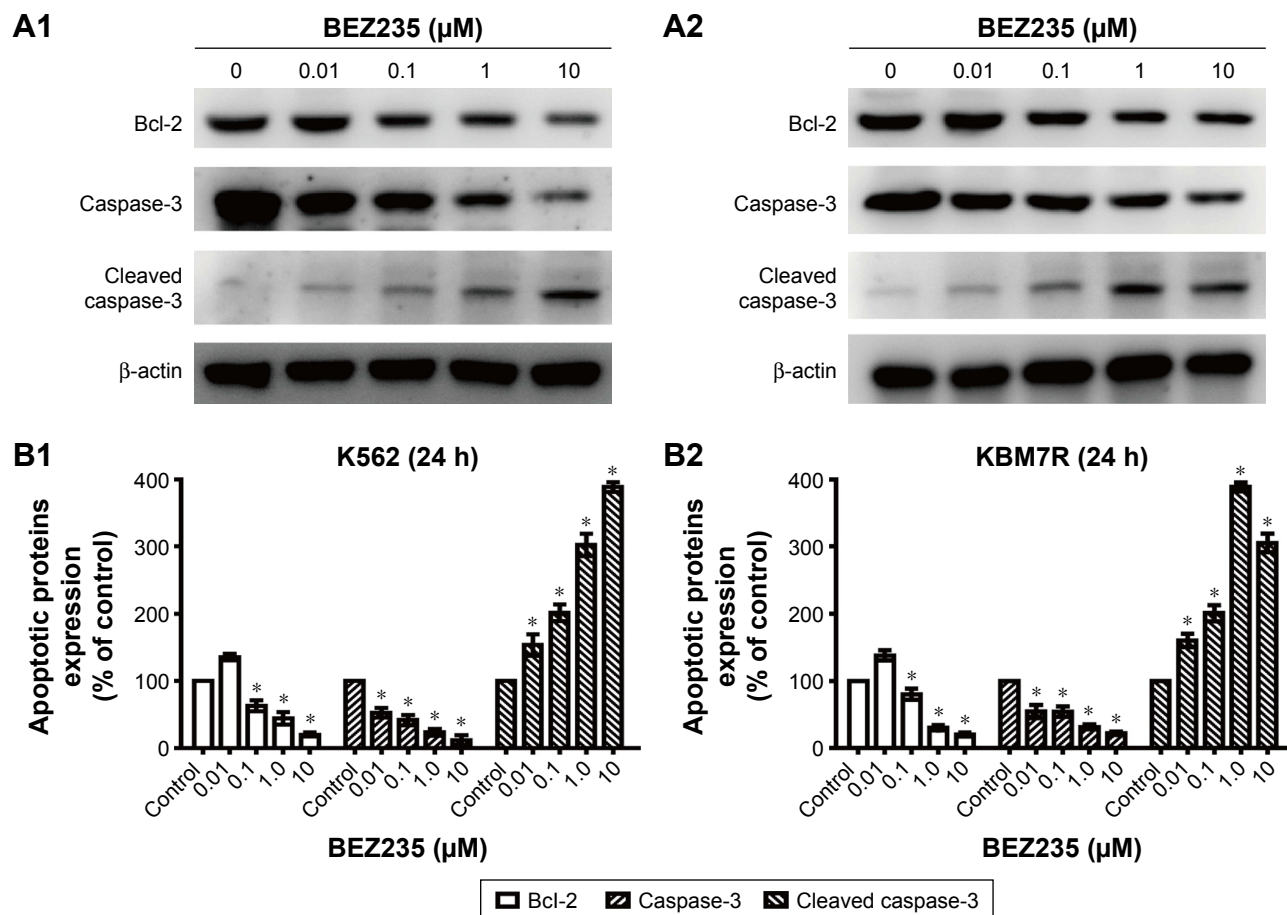 A1
BEZ235 (µM)
0 0.01 0.1 1 10
Bcl-2
Caspase-3
Cleaved
caspase-3
β-actin
A2
BEZ235 (µM)
0 0.01 0.1 1 10
Bcl-2
Caspase-3
Cleaved
caspase-3
β-actin
B1
K562 (24 h)
Apoptotic proteins
expression
(% of control)
400
300
200
100
0
* * * * * * * * * * *
Control 0.01 0.1 1.0 10 Control 0.01 0.1 1.0 10 Control 0.01 0.1 1.0 10
BEZ235 (µM)
B2
KBM7R (24 h)
Apoptotic proteins
expression
(% of control)
400
300
200
100
0
* * * * * * * * * * *
Control 0.01 0.1 1.0 10 Control 0.01 0.1 1.0 10 Control 0.01 0.1 1.0 10
BEZ235 (µM)
Bcl-2 Caspase-3 Cleaved caspase-3